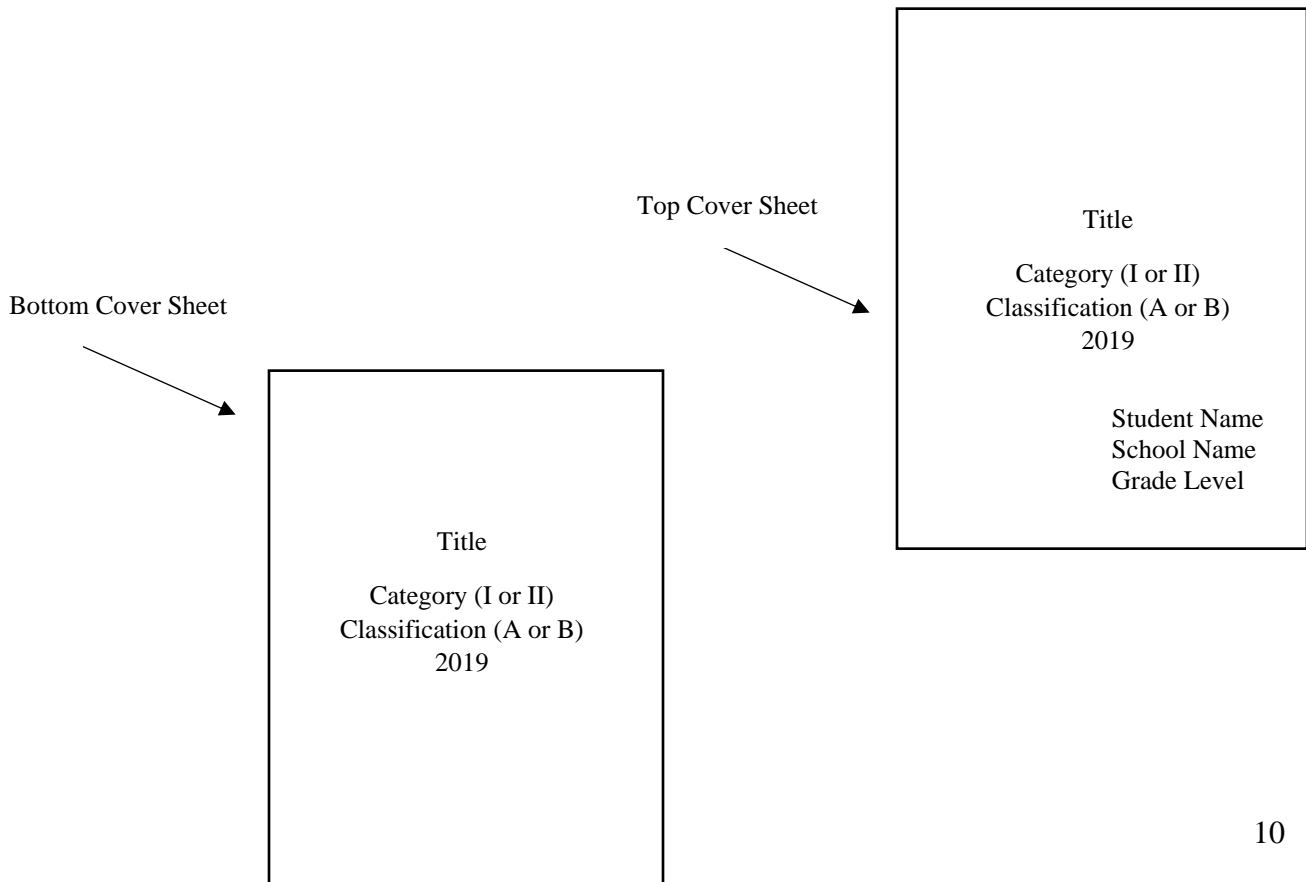 Top Cover Sheet
Title
Category (I or II)
Classification (A or B)
2019
Student Name
School Name
Grade Level
Bottom Cover Sheet
Title
Category (I or II)
Classification (A or B)
2019
10